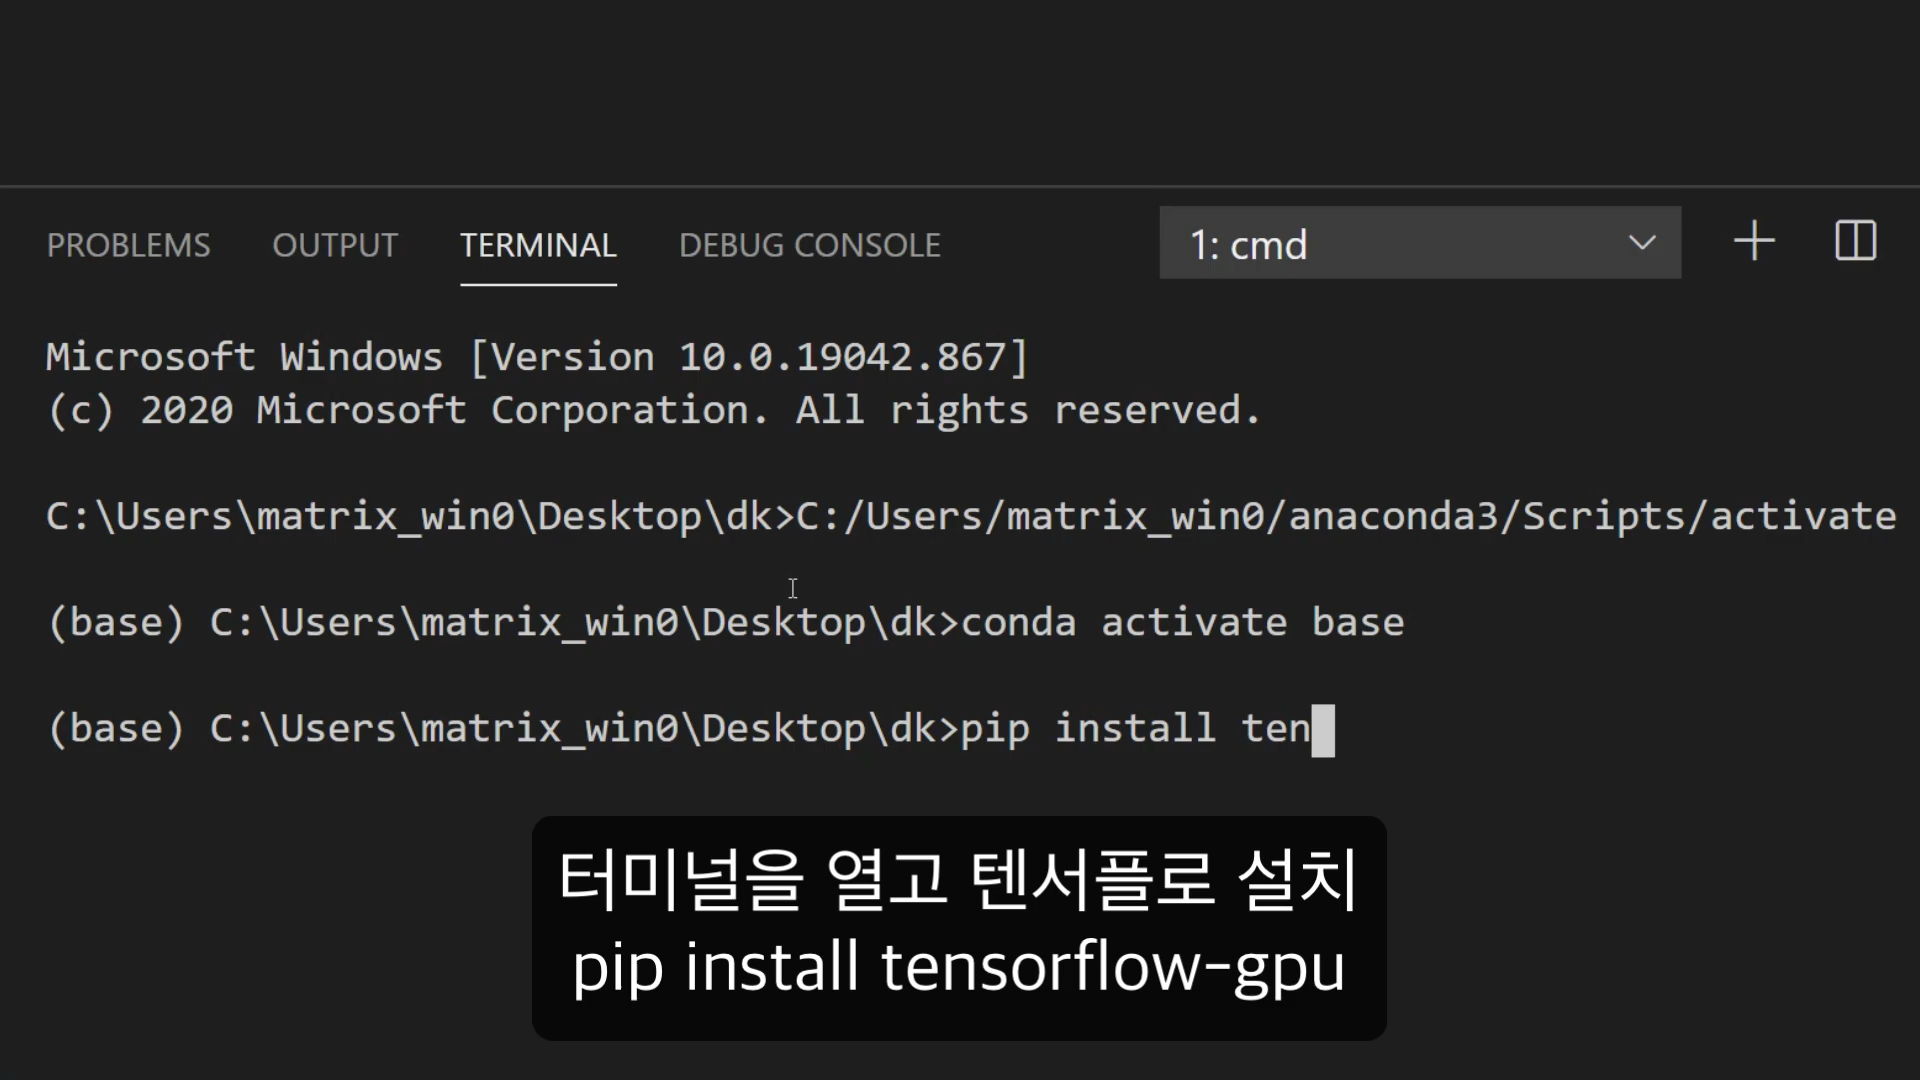 PROBLEMS OUTPUT TERMINAL DEBUG CONSOLE 1: cmd
Microsoft Windows [Version 10.0.19042.867]
(c) 2020 Microsoft Corporation. All rights reserved.
C:\Users\matrix_win0\Desktop\dk>C:/Users/matrix_win0/anaconda3/Scripts/activate
(base) C:\Users\matrix_win0\Desktop\dk>conda activate base
(base) C:\Users\matrix_win0\Desktop\dk>pip install ten
터미널을 열고 텐서플로 설치
pip install tensorflow-gpu